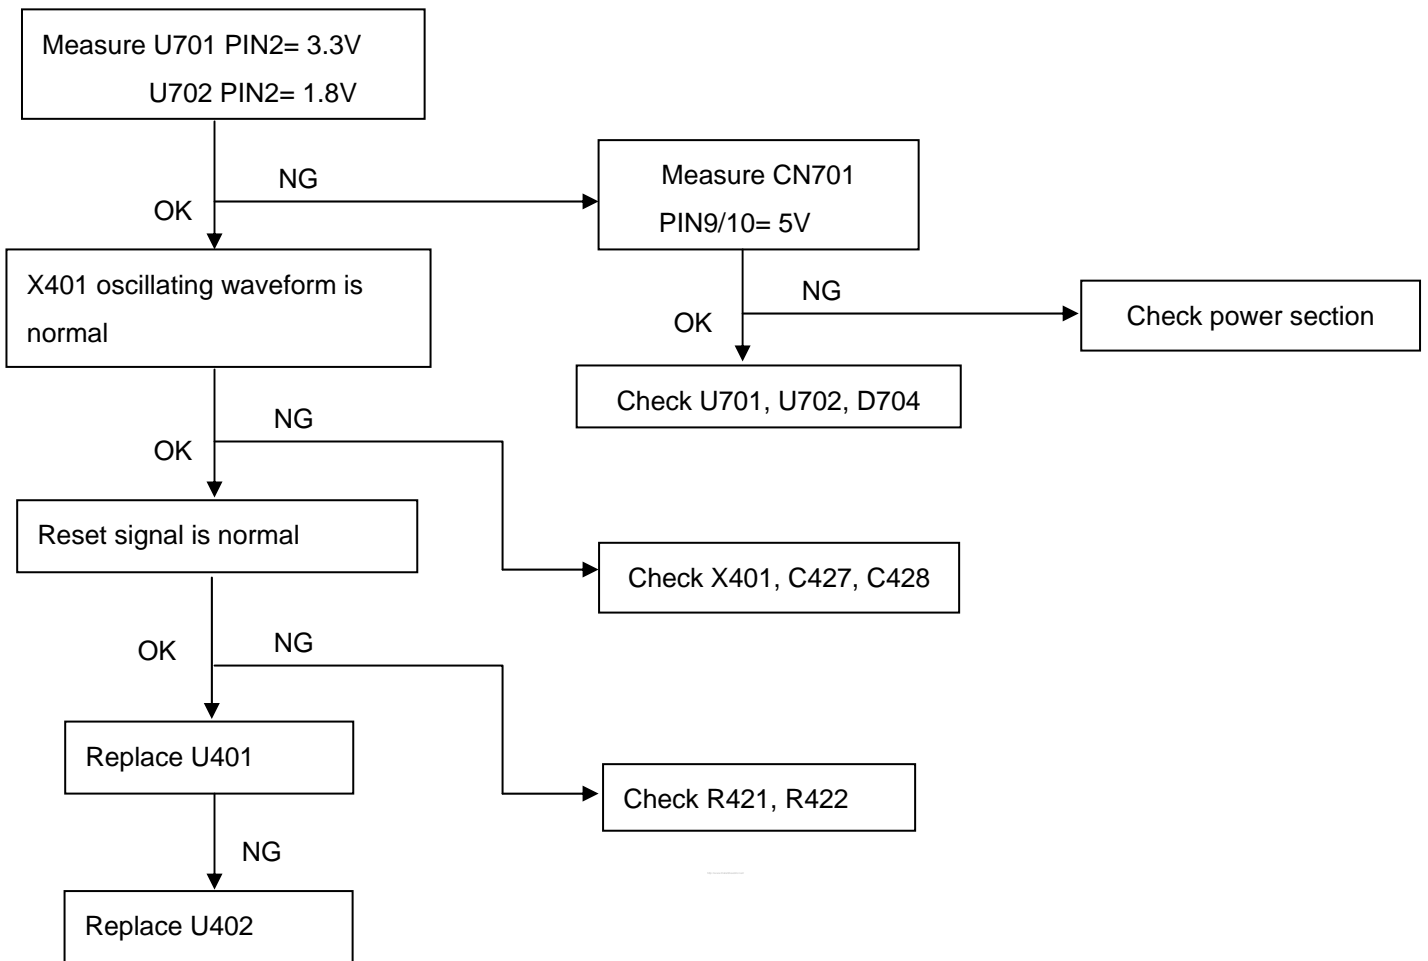 Measure U701 PIN2= 3.3V
U702 PIN2= 1.8V
NG
OK
Measure CN701
PIN9/10= 5V
X401 oscillating waveform is
normal
NG
OK
Check power section
Check U701, U702, D704
NG
OK
Reset signal is normal
Check X401, C427, C428
NG
OK
Replace U401
Check R421, R422
NG
Replace U402